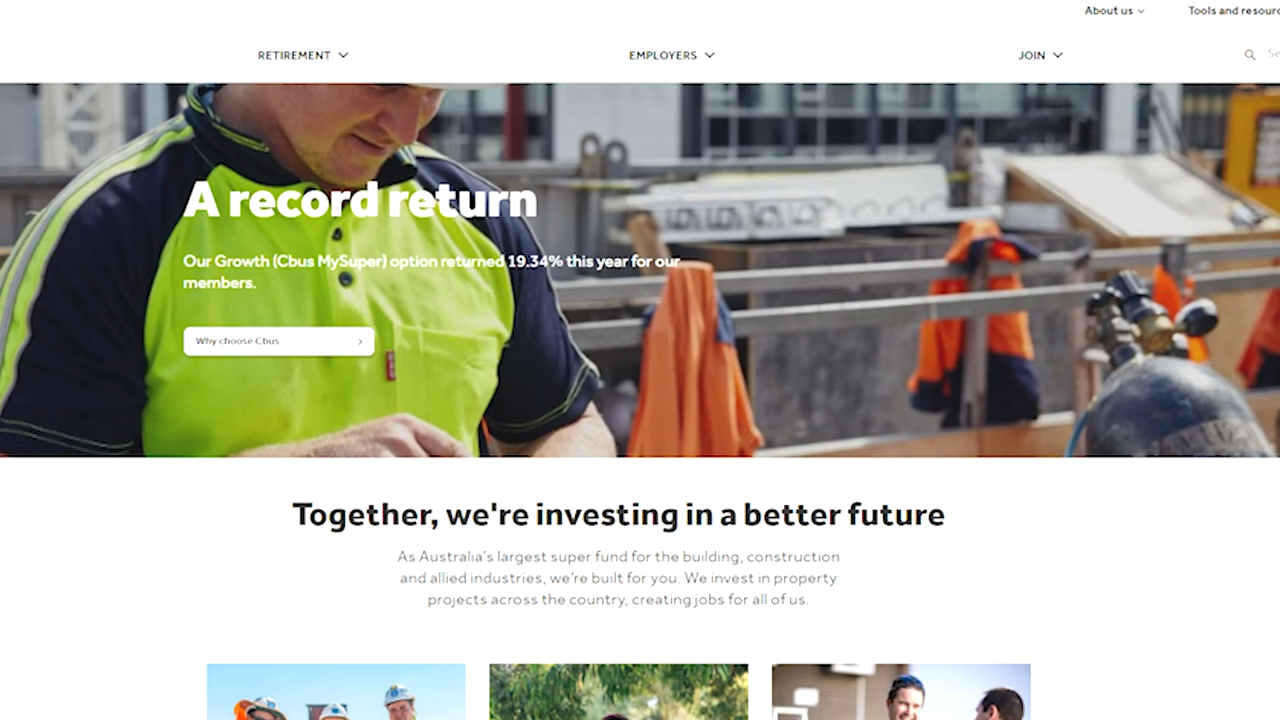 About us
Tools and resourc
RETIREMENT
EMPLOYERS
JOIN
Se
A record return
Our Growth (Cbus MySuper) option returned 19.34% this year for our
members.
Why choose Cbus
Together, we're investing in a better future
As Australia's largest super fund for the building, construction
and allied industries, we're built for you. We invest in property
projects across the country, creating jobs for all of us.